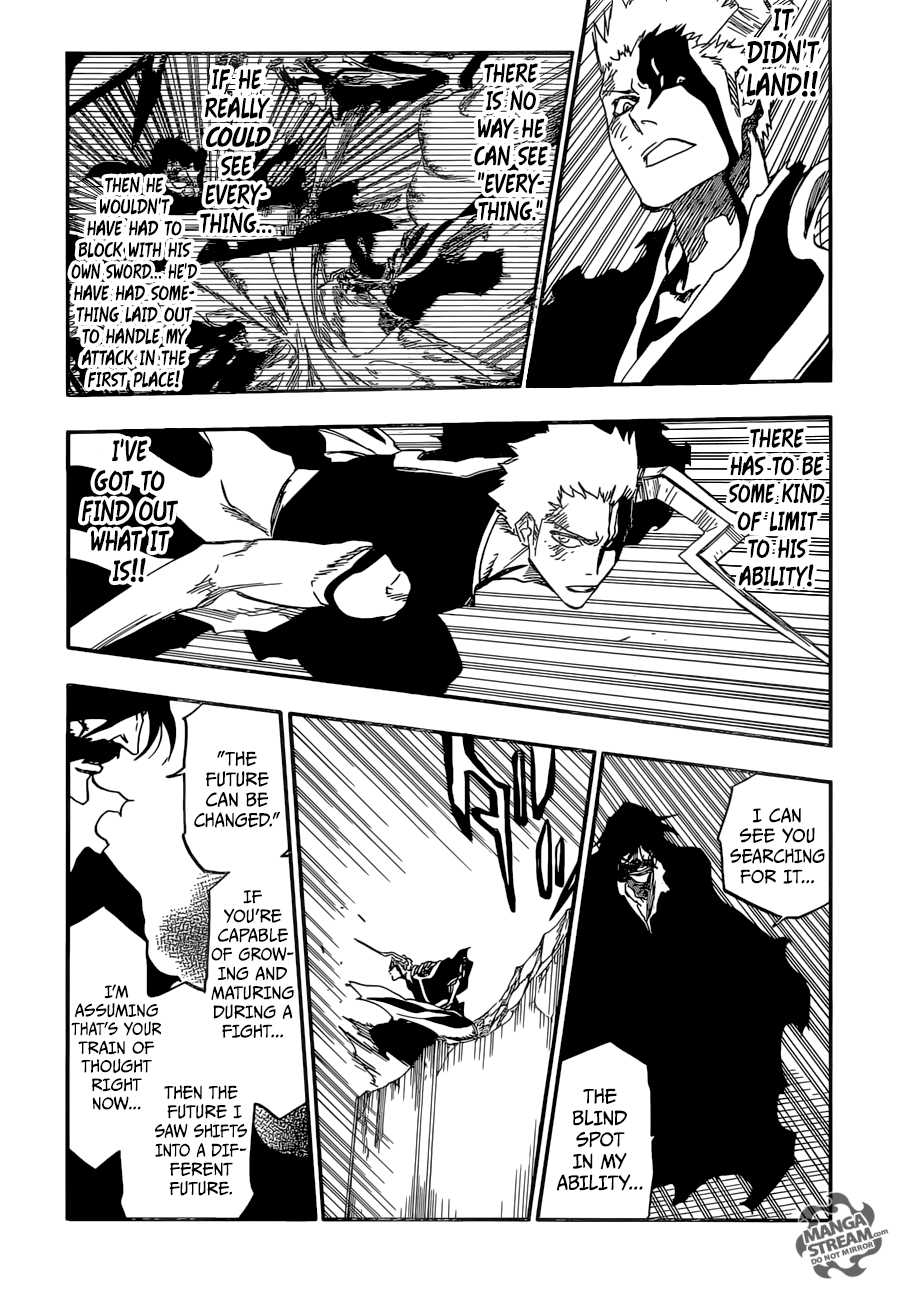 IT
DIDN'T
LAND!!
THERE
IS NO
WAY HE
CAN SEE
"EVERY-
THING."
IF HE
REALLY
COULD
SEE
EVERY-
THING...
THEN HE
WOULDN'T
HAVE HAD TO
BLOCK WITH HIS
OWN SWORD... HE'D
HAVE HAD SOME-
THING LAID OUT
TO HANDLE MY
ATTACK IN THE
FIRST PLACE!
THERE
HAS TO BE
SOME KIND
OF LIMIT
TO HIS
ABILITY!
I'VE
GOT TO
FIND OUT
WHAT IT
IS!!
I CAN
SEE YOU
SEARCHING
FOR IT...
THE
BLIND
SPOT
IN MY
ABILITY...
"THE
FUTURE
CAN BE
CHANGED."
IF
YOU'RE
CAPABLE
OF GROW-
ING AND
MATURING
DURING A
FIGHT...
THEN THE
FUTURE I
SAW SHIFTS
INTO A DIF-
FERENT
FUTURE.
I'M
ASSUMING
THAT'S YOUR
TRAIN OF
THOUGHT
RIGHT
NOW...
MANGA
STREAM.com
DO NOT MIRROR